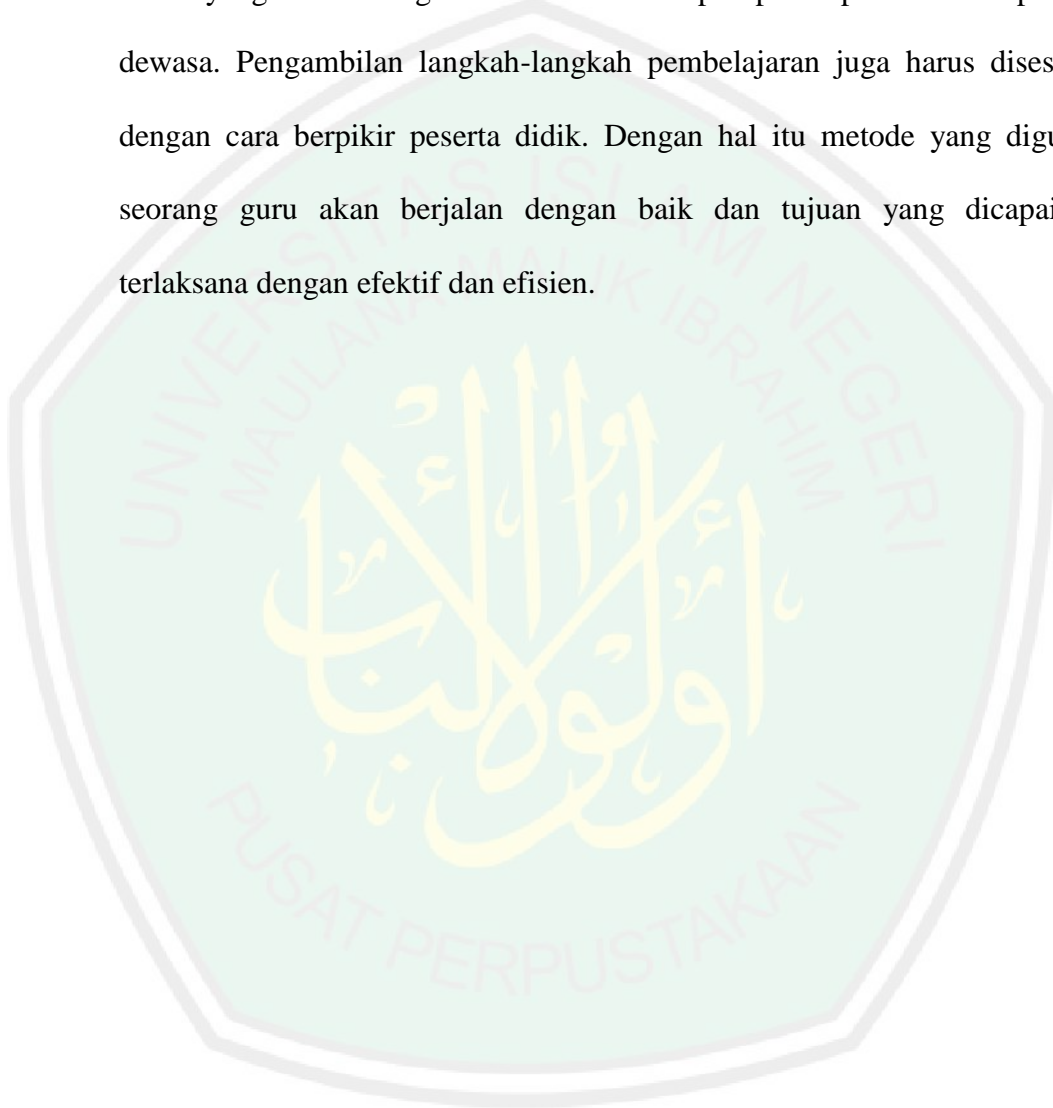 dewasa. Pengambilan langkah-langkah pembelajaran juga harus
dengan cara berpikir peserta didik. Dengan hal itu metode yang
seorang guru akan berjalan dengan baik dan tujuan yang dicapai
terlaksana dengan efektif dan efisien.
UNIVERSITAS ISLAM NEGERI
MAULANA MALIK IBRAHIM
أولو الألباب
PUSAT PERPUSTAKAAN